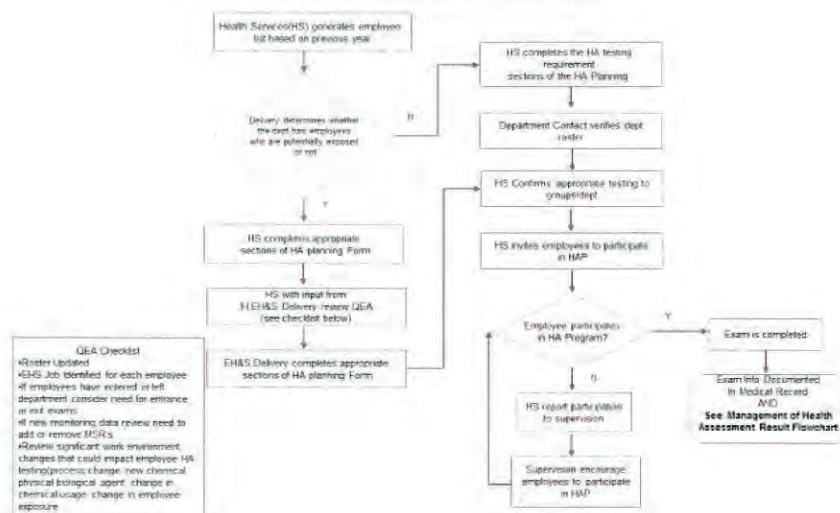 Health Services(HS) generates employee
list based on previous year
Delivery determines whether
the dept has employees
who are potentially exposed
or not
N
Y
HS completes appropriate
sections of HA planning Form
HS with input from
IH,EH&S Delivery review QEA
(see checklist below)
EH&S Delivery completes appropriate
sections of HA planning Form
HS completes the HA testing
requirement
sections of the HA Planning
Department Contact verifies dept
roster
HS Confirms appropriate testing to
groups/dept
HS invites employees to participate
in HAP
Employee participates
in HA Program?
Y
N
Exam is completed
Exam Info Documented
In Medical Record
AND
See Management of Health
Assessment Result Flowchart
HS report participation
to supervision
Supervision encourage
employees to participate
in HAP
QEA Checklist
•Roster Updated
•EHS Job Identified for each employee
•If employees have entered or left
department consider need for entrance
or exit exams
•If new monitoring data review need to
add or remove MSR's
•Review significant work environment
changes that could impact employee HA
testing(process change new chemical
physical biological agent change in
chemical usage change in employee
exposure